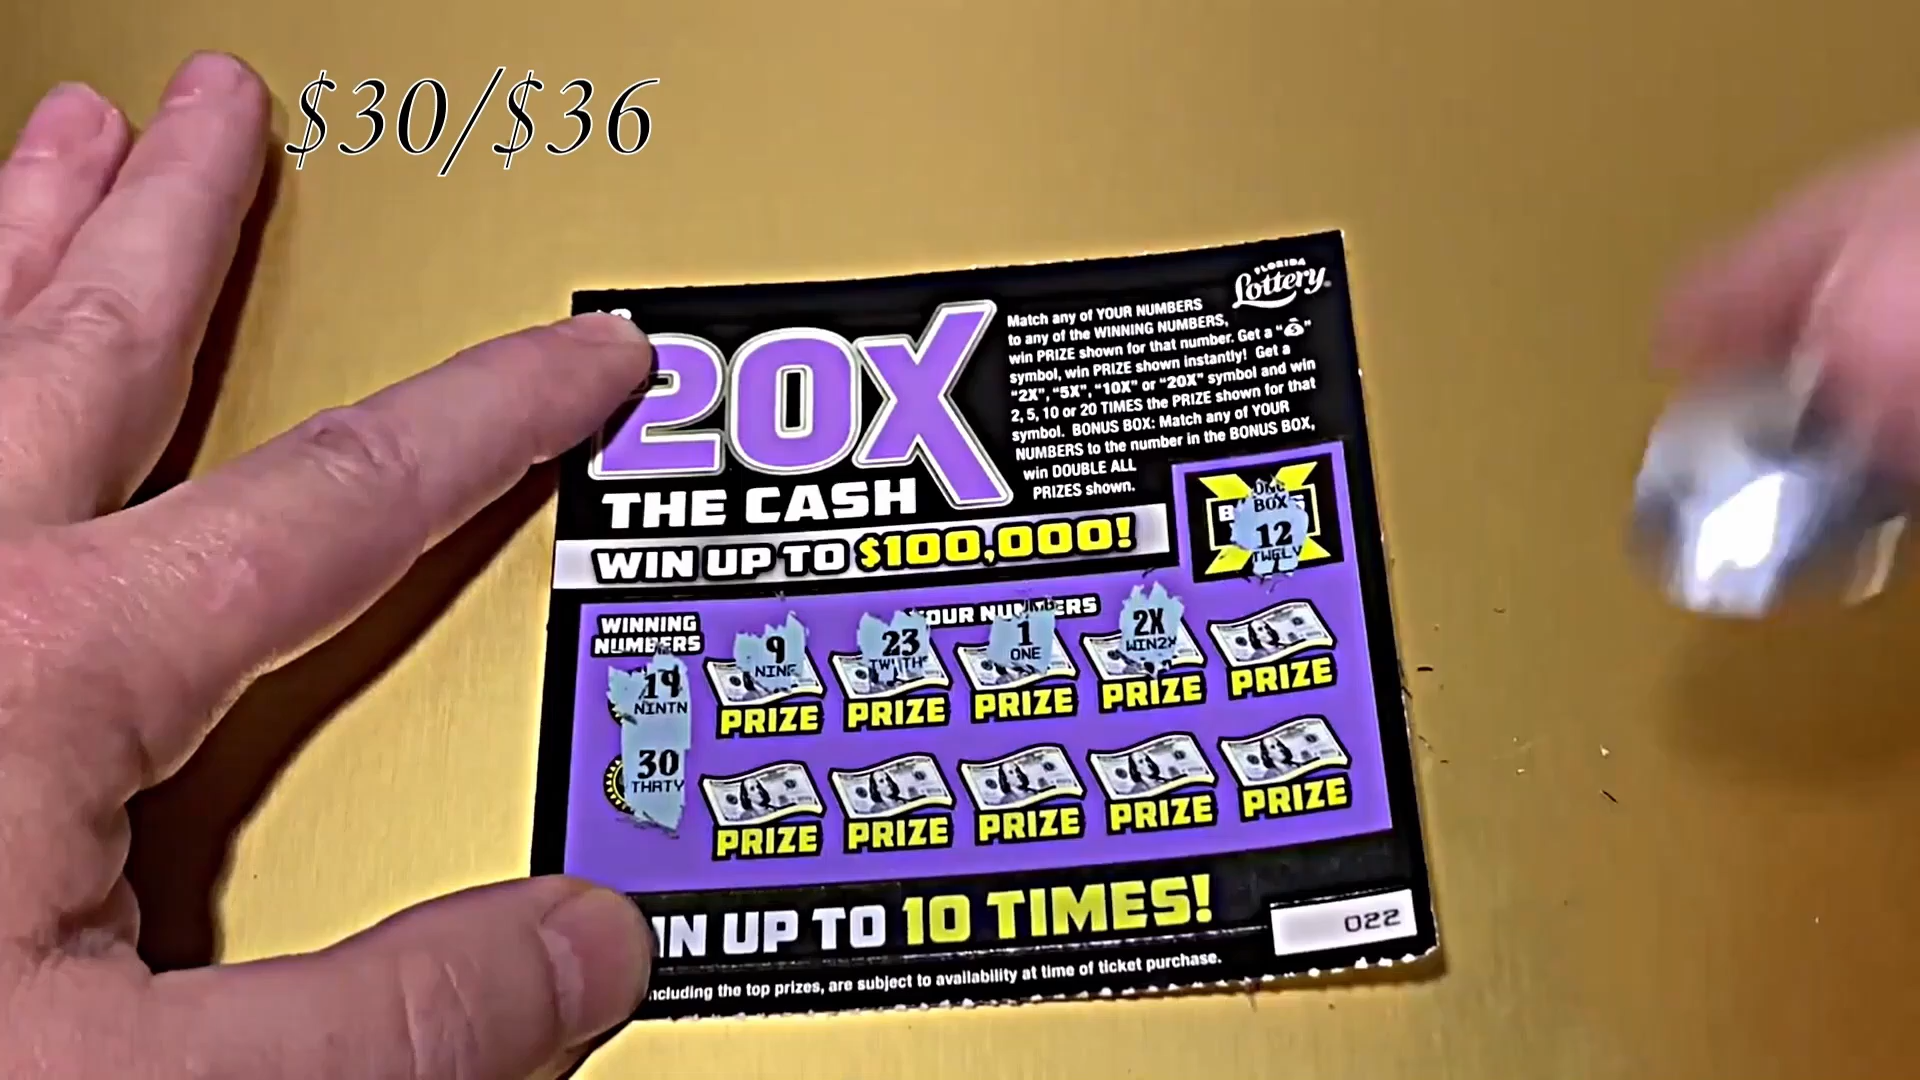 $30/$36
FLORIDA
Lottery
20X
THE CASH
WIN UP TO $100,000!
Match any of YOUR NUMBERS
to any of the WINNING NUMBERS,
win PRIZE shown for that number. Get a " "
symbol, win PRIZE shown instantly! Get a
"2X", "5X", "10X" or "20X" symbol and win
2, 5, 10 or 20 TIMES the PRIZE shown for that
symbol. BONUS BOX: Match any of YOUR
NUMBERS to the number in the BONUS BOX,
win DOUBLE ALL
PRIZES shown.
BOX
12
TWELV
WINNING
NUMBERS
YOUR NUMBERS
19
NINTN
30
THRTY
9 23 1 2X
NINE TWYTH ONE WIN2X
PRIZE PRIZE PRIZE PRIZE PRIZE
PRIZE PRIZE PRIZE PRIZE PRIZE
IN UP TO 10 TIMES!
022
including the top prizes, are subject to availability at time of ticket purchase.